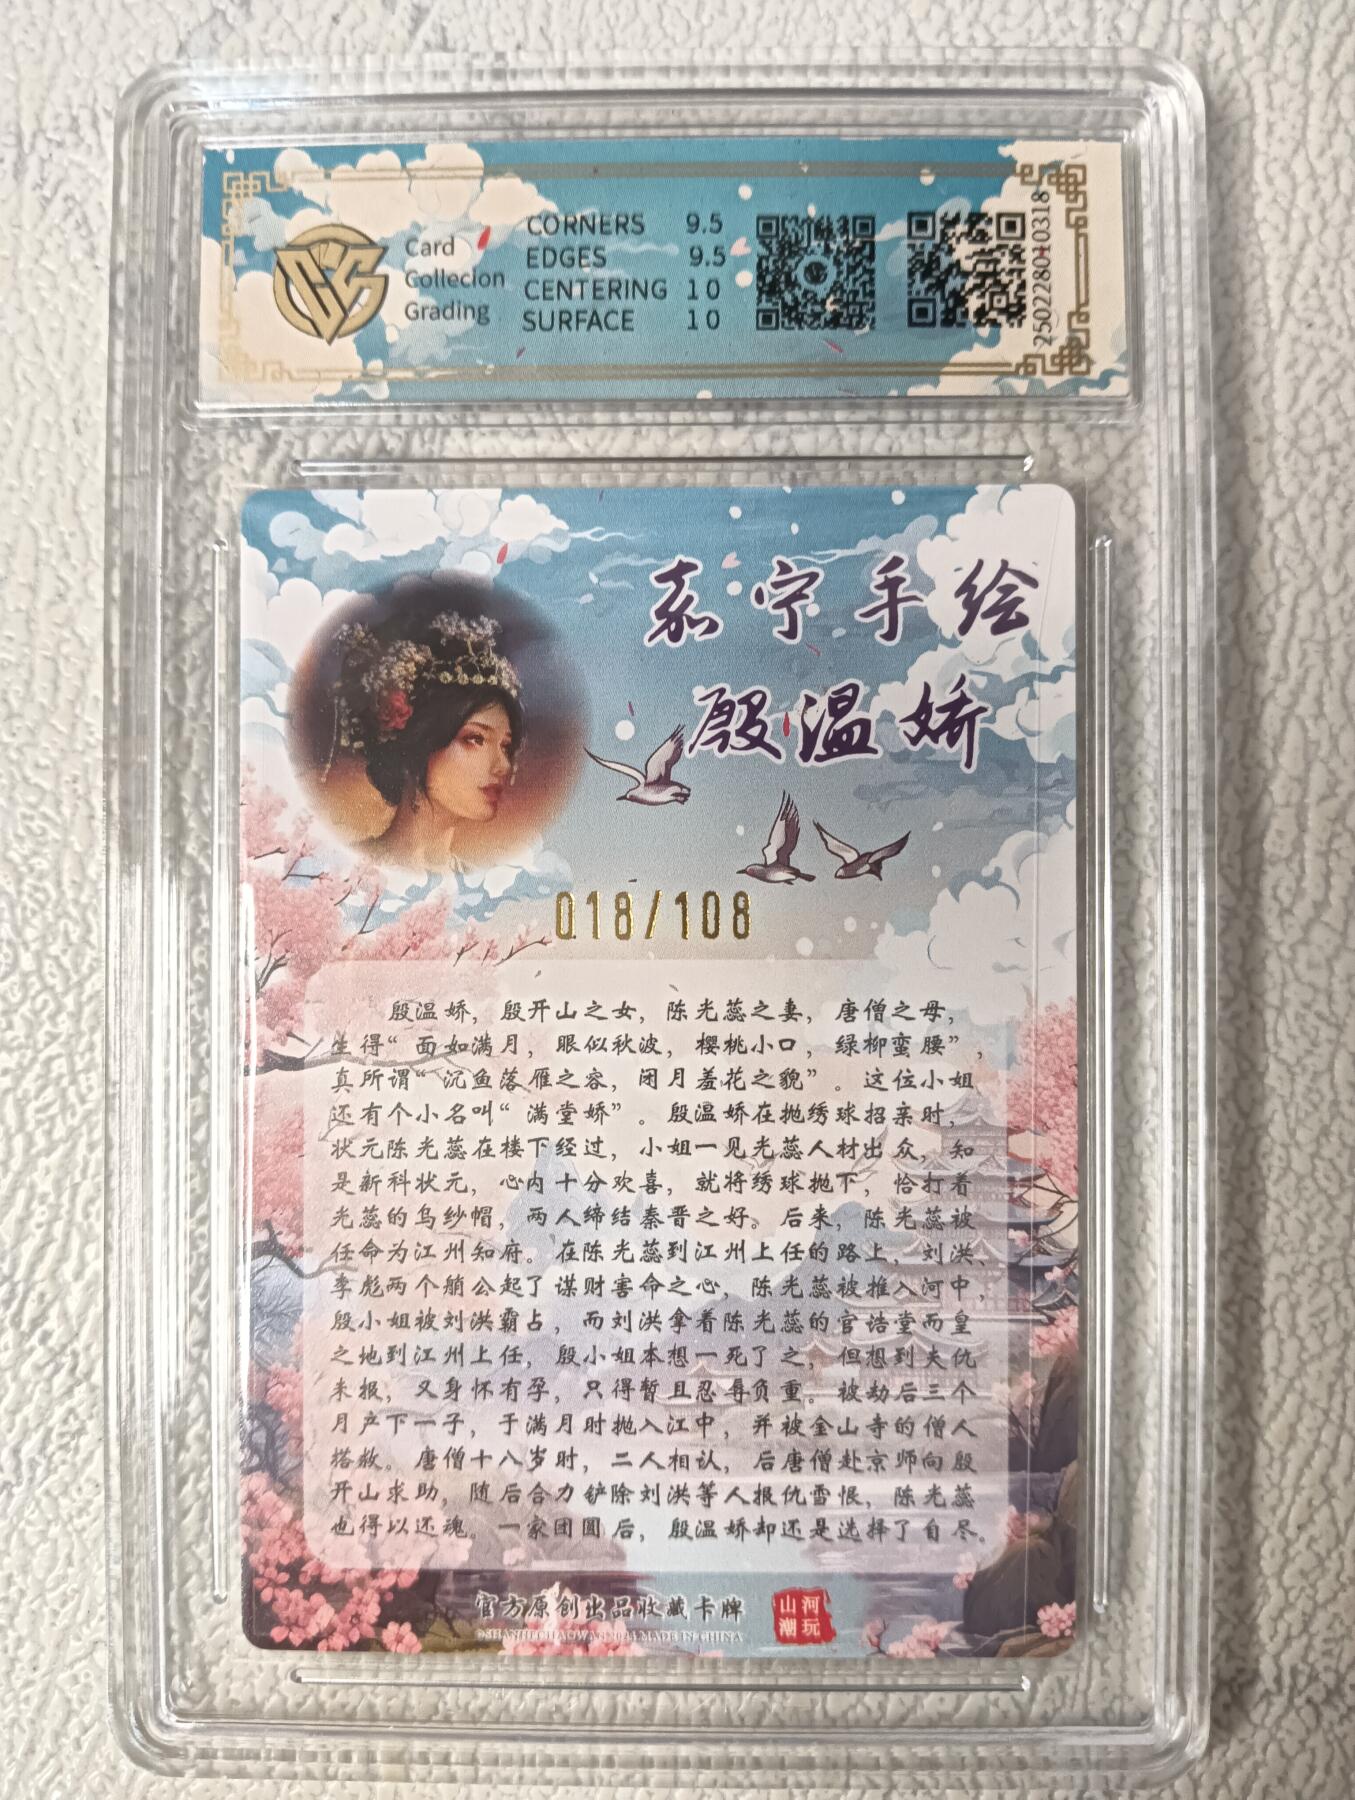 Card
Collecion
Grading
CORNERS 9.5
EDGES 9.5
CENTERING 10
SURFACE 10
250228010318
嘉宁手绘
殷温娇
018/108
殷温娇，殷开山之女，陈光蕊之妻，唐僧之母，
生得“面如满月，眼似秋波，樱桃小口，绿柳蛮腰”，
真所谓“沉鱼落雁之容，闭月羞花之貌”。这位小姐
还有个小名叫“满堂娇”。殷温娇在抛绣球招亲时，
状元陈光蕊在楼下经过，小姐一见光蕊人材出众，知
是新科状元，心内十分欢喜，就将绣球抛下，恰打着
光蕊的乌纱帽，两人缔结秦晋之好。后来，陈光蕊被
任命为江州知府。在陈光蕊到江州上任的路上，刘洪、
李彪两个艄公起了谋财害命之心，陈光蕊被推入河中，
殷小姐被刘洪霸占，而刘洪拿着陈光蕊的官诰堂而皇
之地到江州上任，殷小姐本想一死了之，但想到夫仇
未报，又身怀有孕，只得暂且忍辱负重。被劫后三个
月产下一子，于满月时抛入江中，并被金山寺的僧人
搭救。唐僧十八岁时，二人相认，后唐僧赴京师向殷
开山求助，随后合力铲除刘洪等人报仇雪恨，陈光蕊
也得以还魂。一家团圆后，殷温娇却还是选择了自尽。
官方原创出品收藏卡牌
©SHANHECHAOWAN 2024 MADE IN CHINA
山河
潮玩